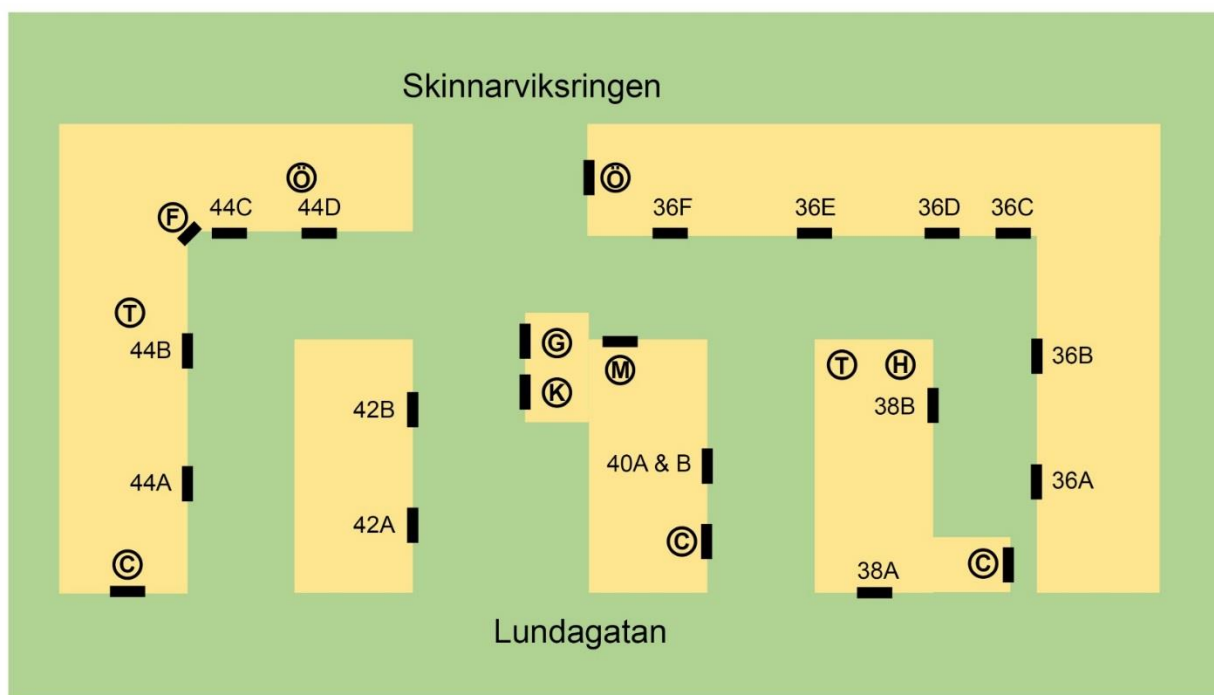 Skinnarviksringen
Ö
Ö
F
44C
44D
36F
36E
36D
36C
T
44B
G
K
M
T
H
36B
42B
38B
44A
40A & B
36A
42A
C
C
38A
C
Lundagatan